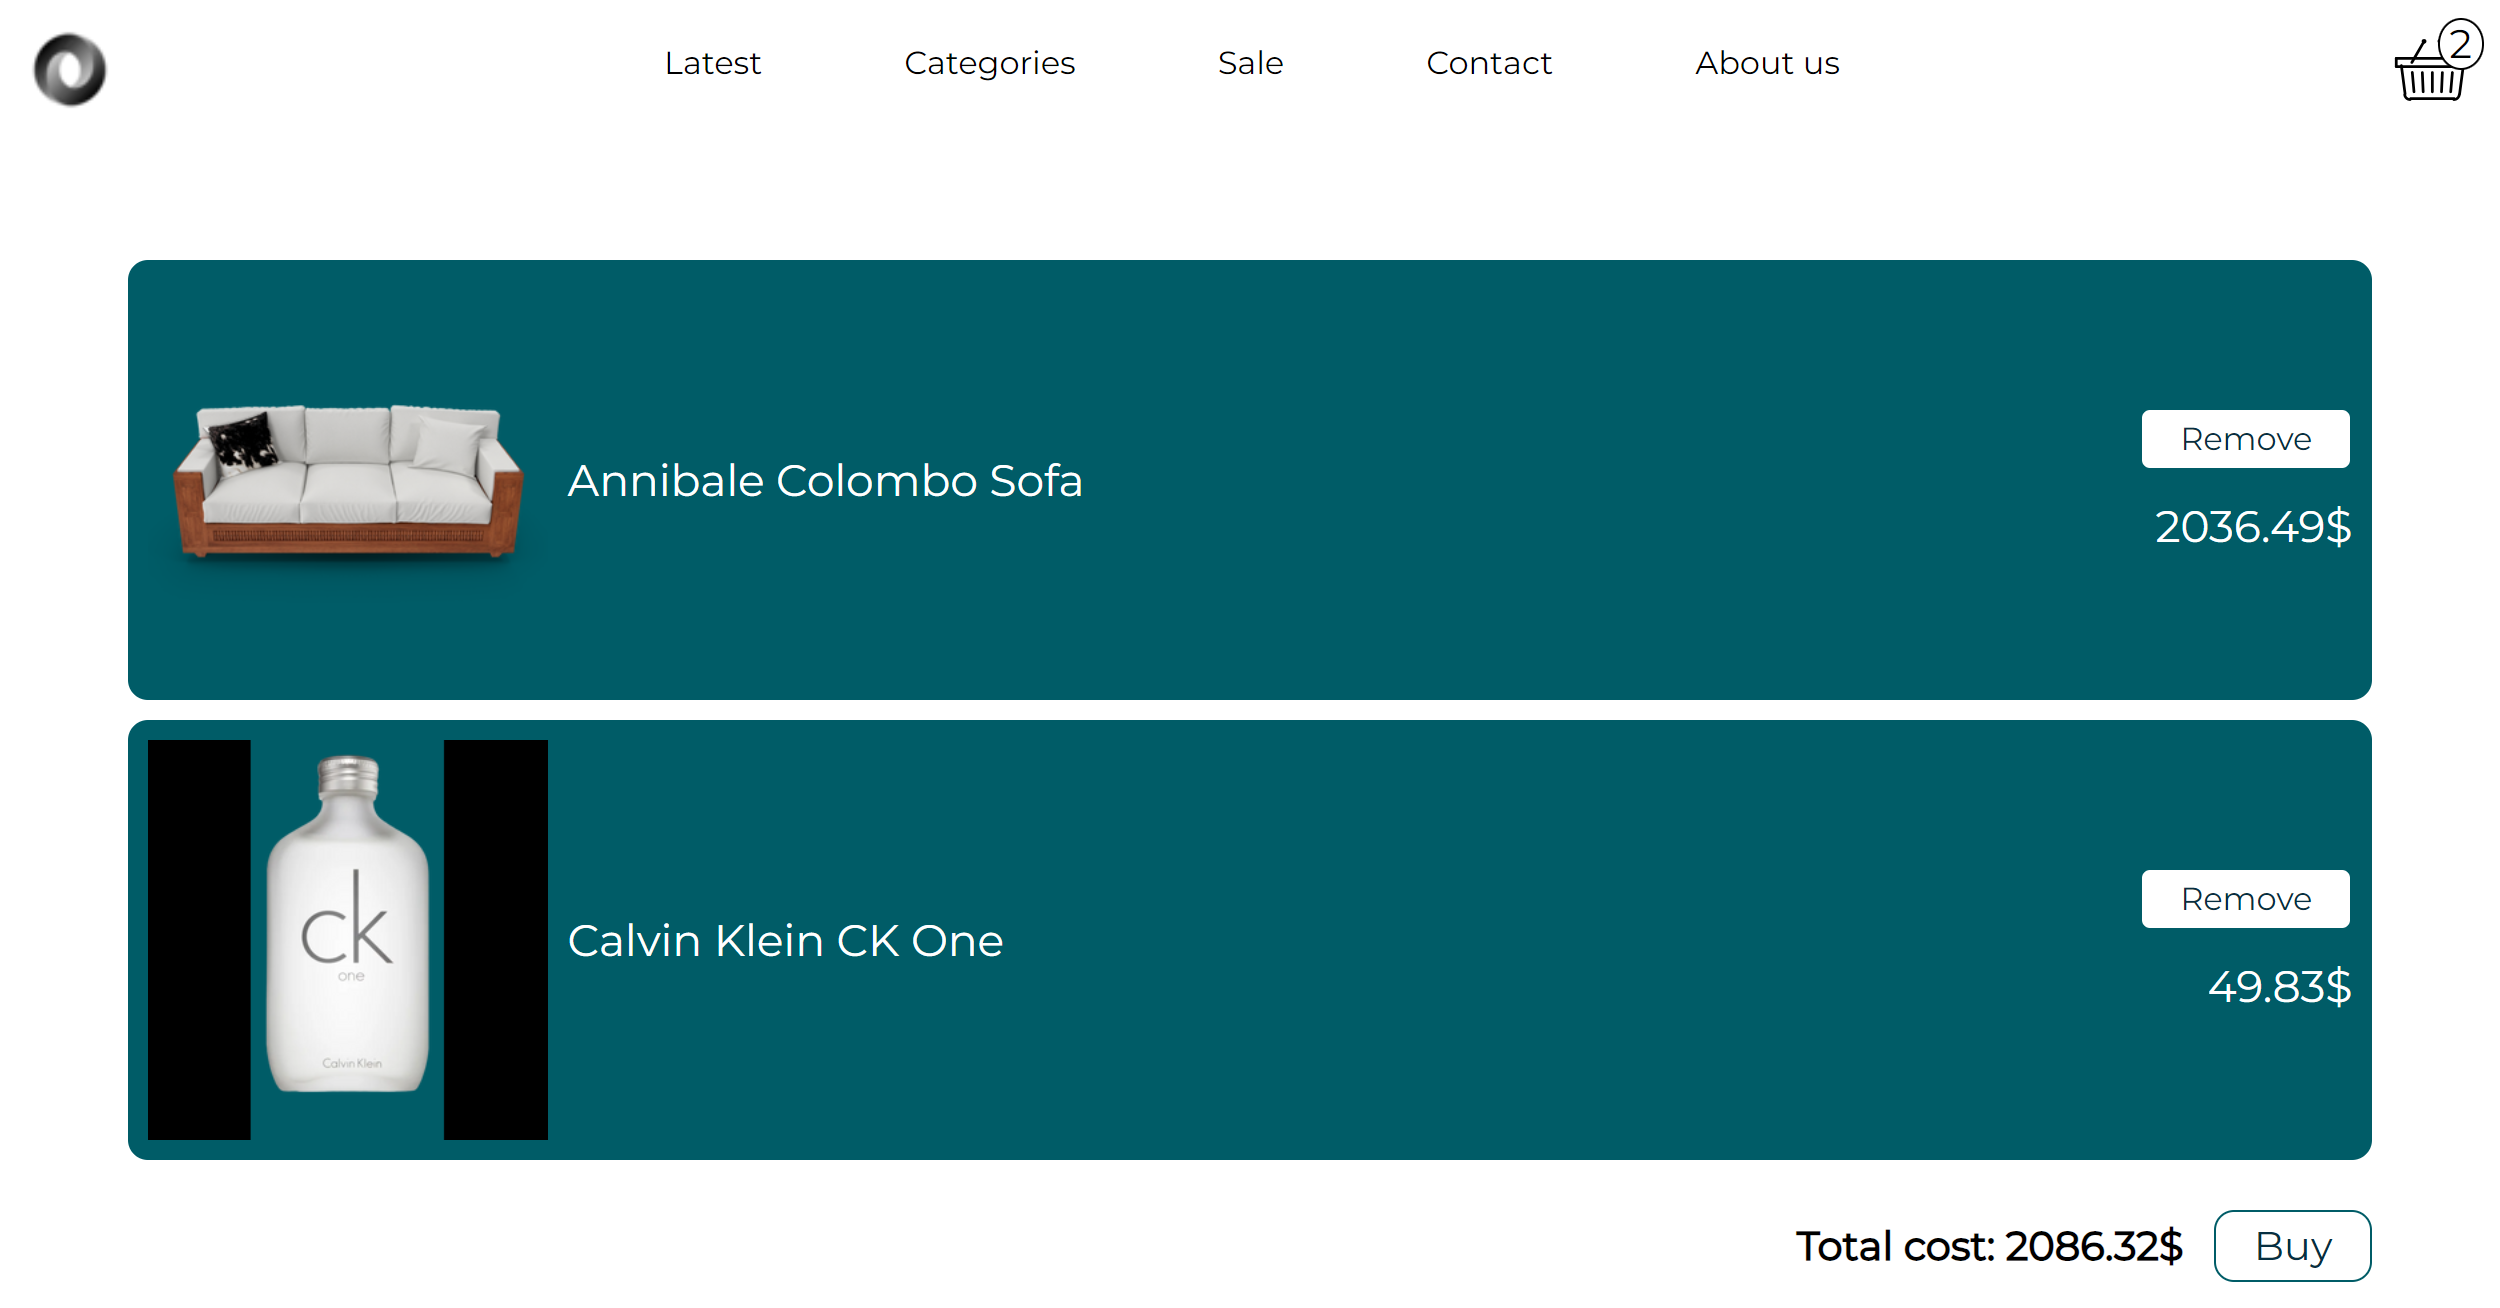 Latest
Categories
Sale
Contact
About us
2
Annibale Colombo Sofa
Remove
2036.49$
ck
one
Calvin Klein
Calvin Klein CK One
Remove
49.83$
Total cost: 2086.32$
Buy